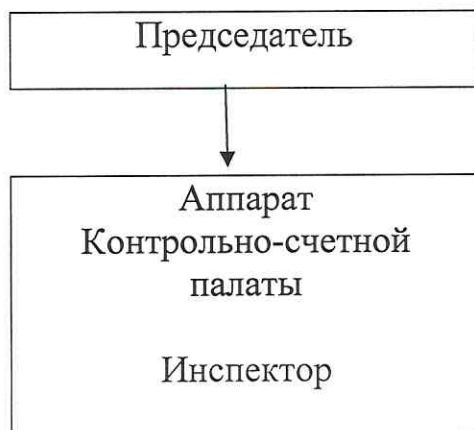 Председатель
Аппарат
Контрольно-счетной
палаты
Инспектор